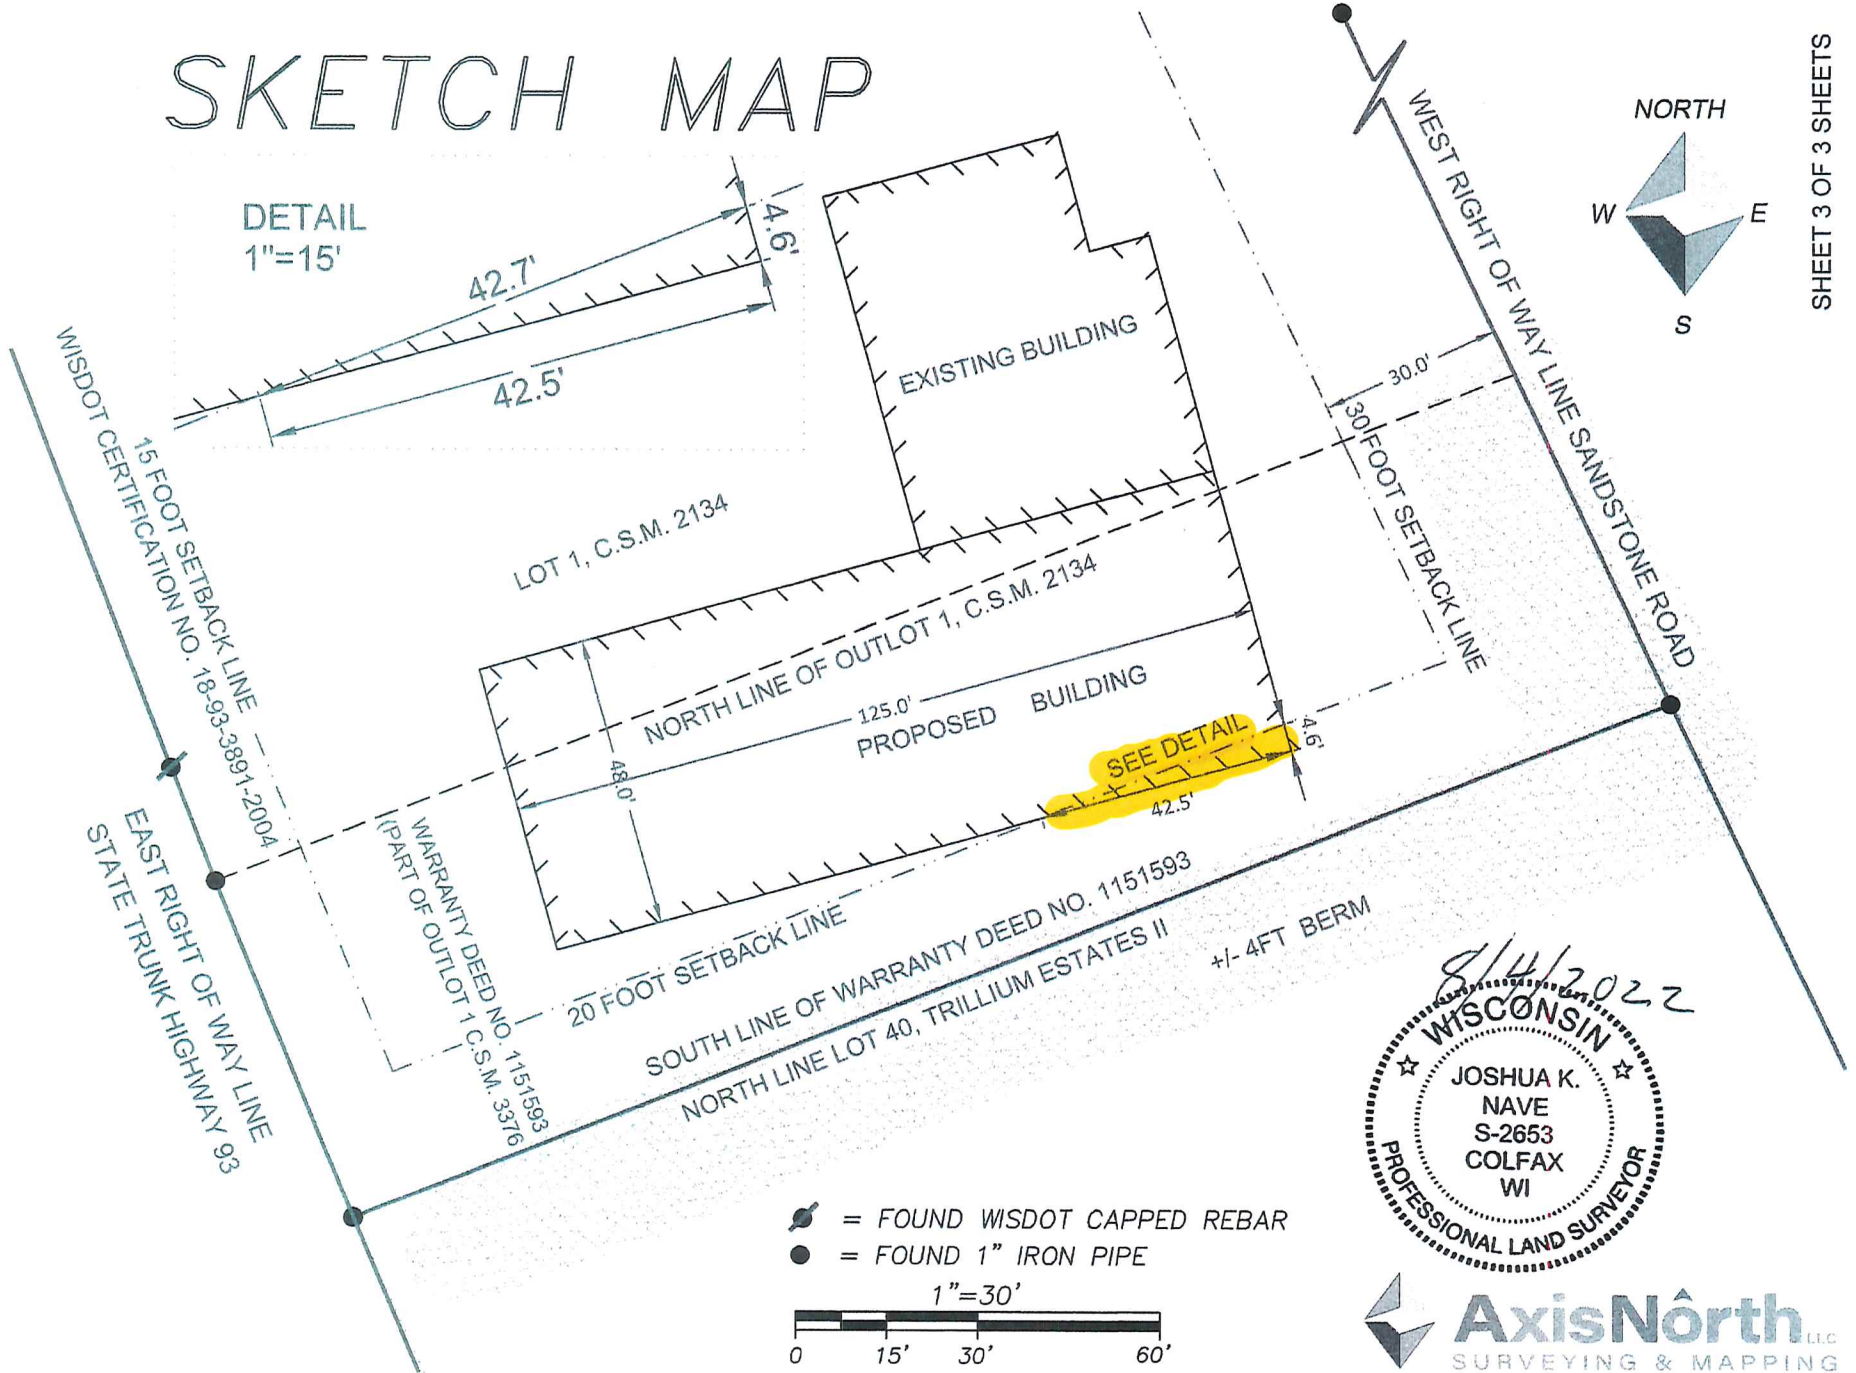 SKETCH MAP
SHEET 3 OF 3 SHEETS
NORTH
W
E
S
DETAIL
1"=15'
42.7'
4.6'
42.5'
WEST RIGHT OF WAY LINE SANDSTONE ROAD
30.0'
30 FOOT SETBACK LINE
EXISTING BUILDING
WISDOT CERTIFICATION NO. 18-93-3891-2004
15 FOOT SETBACK LINE
LOT 1, C.S.M. 2134
NORTH LINE OF OUTLOT 1, C.S.M. 2134
125.0'
PROPOSED BUILDING
48.0'
SEE DETAIL
4.6'
42.5'
EAST RIGHT OF WAY LINE
STATE TRUNK HIGHWAY 93
WARRANTY DEED NO. 1151593
(PART OF OUTLOT 1 C.S.M. 3376
20 FOOT SETBACK LINE
SOUTH LINE OF WARRANTY DEED NO. 1151593
NORTH LINE LOT 40, TRILLIUM ESTATES II
+/- 4FT BERM
8/4/2022
WISCONSIN
JOSHUA K.
NAVE
S-2653
COLFAX
WI
PROFESSIONAL LAND SURVEYOR
= FOUND WISDOT CAPPED REBAR
= FOUND 1" IRON PIPE
1"=30'
0 15' 30' 60'
AxisNôrth LLC
SURVEYING & MAPPING